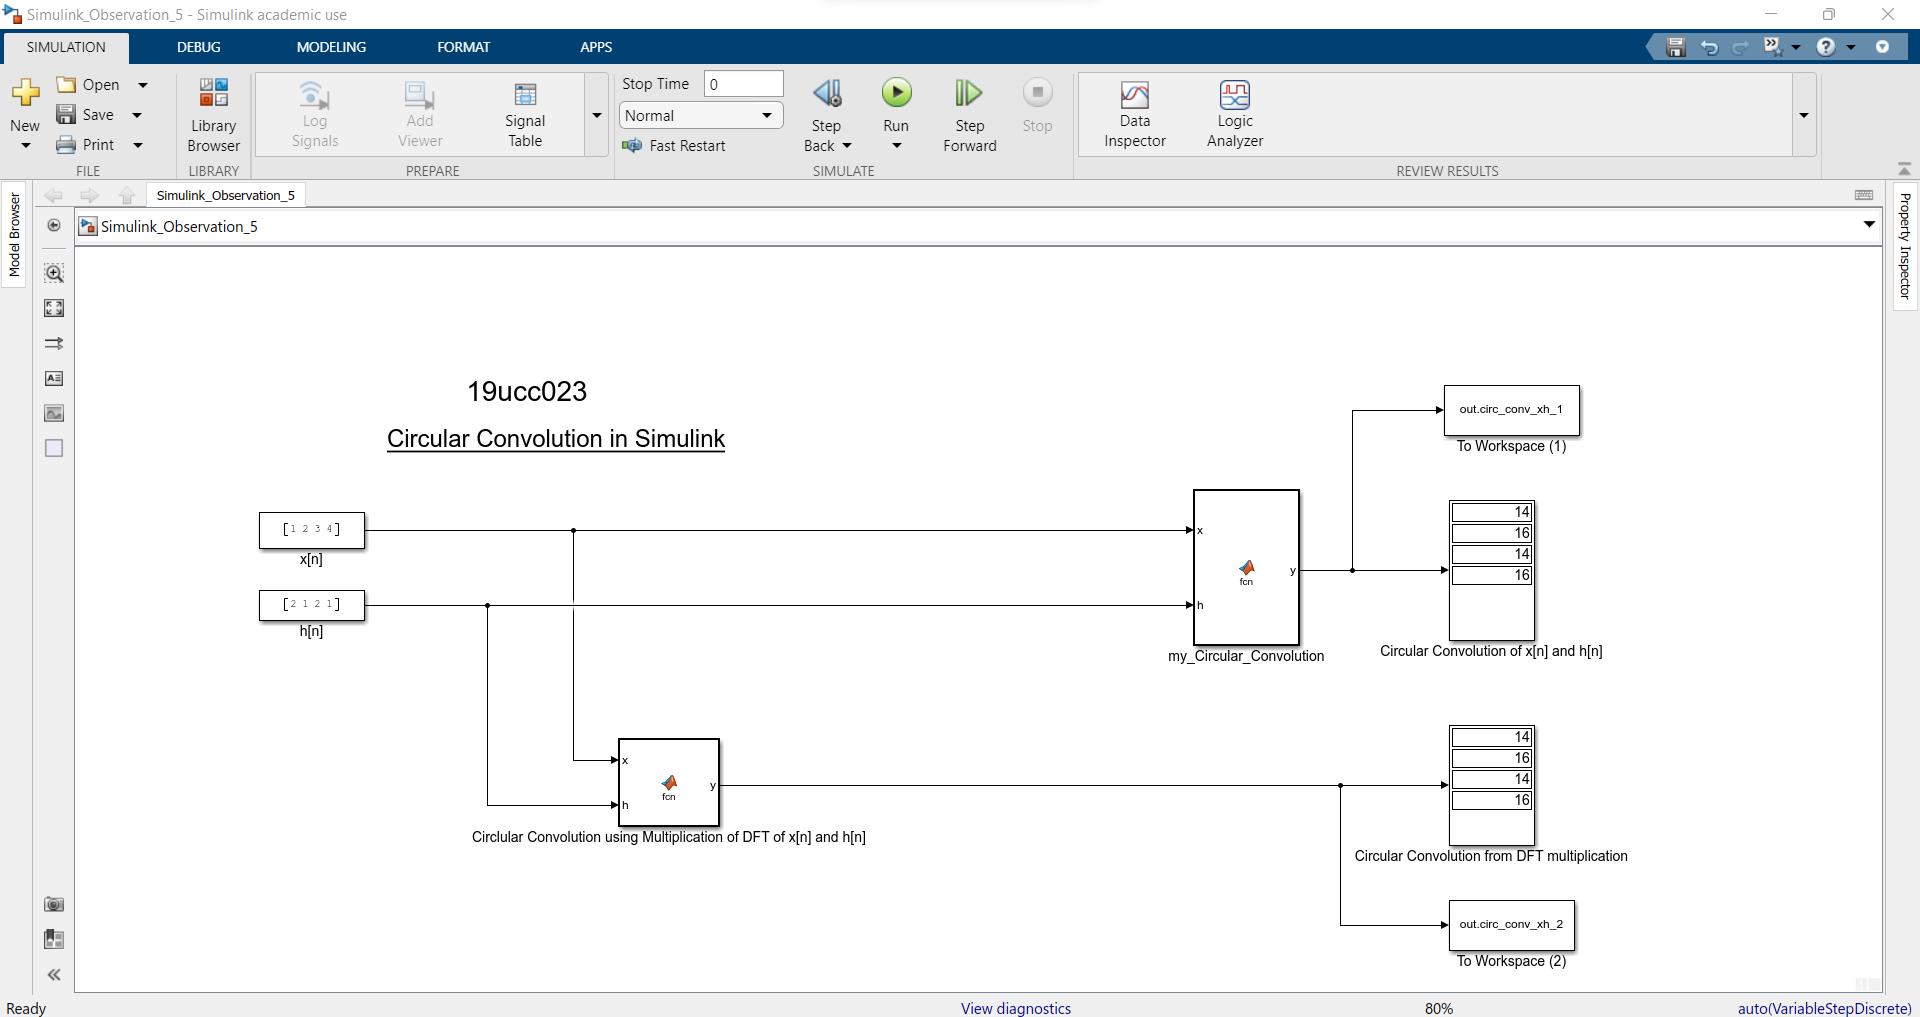 Simulink_Observation_5 - Simulink academic use
SIMULATION DEBUG MODELING FORMAT APPS
New
Open
Save
Print
FILE
Library Browser
LIBRARY
Log Signals
Add Viewer
Signal Table
PREPARE
Stop Time 0
Normal
Fast Restart
Step Back
Run
Step Forward
Stop
SIMULATE
Data Inspector
Logic Analyzer
REVIEW RESULTS
Model Browser
Simulink_Observation_5
Simulink_Observation_5
Property Inspector
19ucc023
Circular Convolution in Simulink
[1 2 3 4]
x[n]
[2 1 2 1]
h[n]
x
h
fcn
y
my_Circular_Convolution
out.circ_conv_xh_1
To Workspace (1)
14
16
14
16
Circular Convolution of x[n] and h[n]
x
h
fcn
y
Cirlcular Convolution using Multiplication of DFT of x[n] and h[n]
14
16
14
16
Circular Convolution from DFT multiplication
out.circ_conv_xh_2
To Workspace (2)
Ready View diagnostics 80% auto(VariableStepDiscrete)